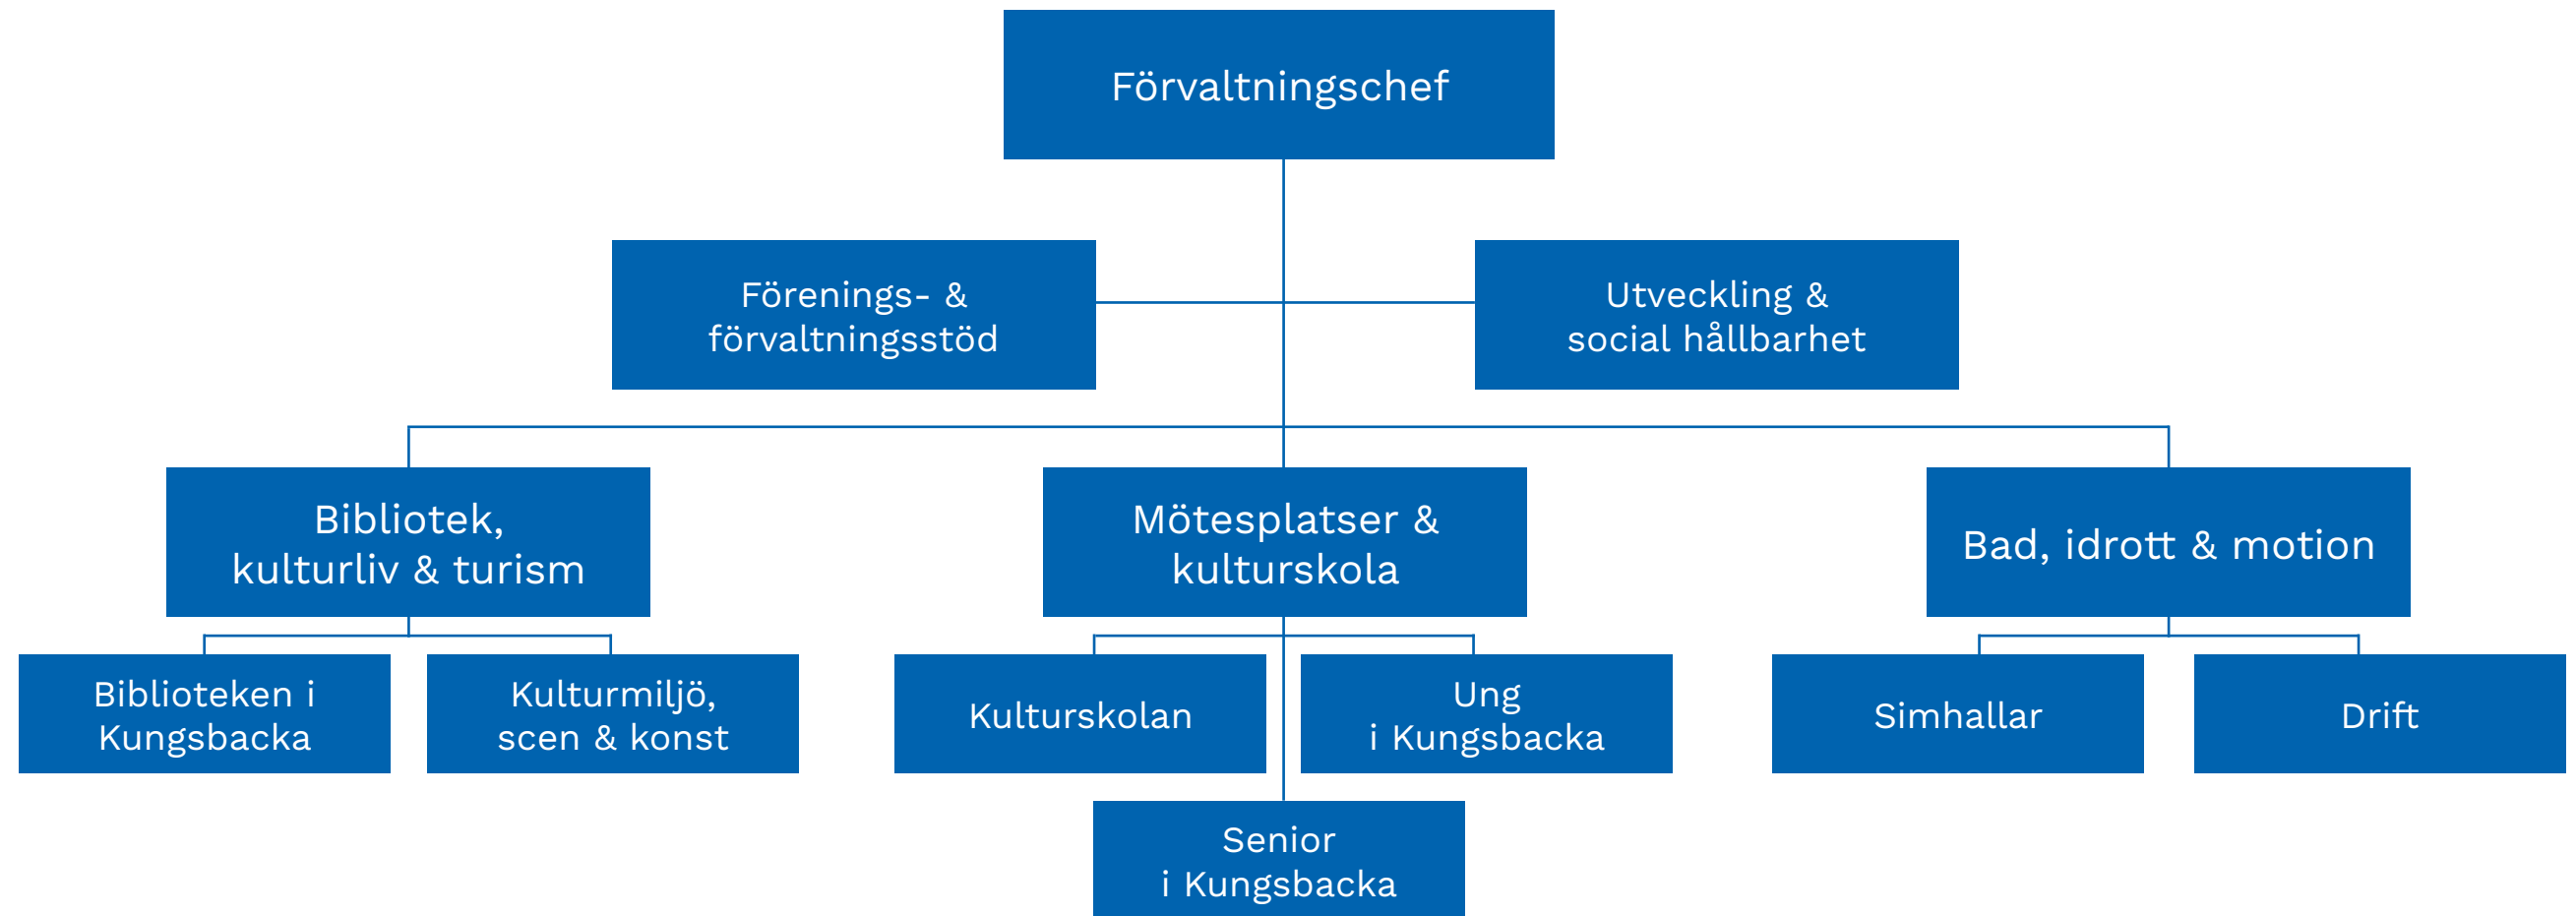 Förvaltningschef
Förenings- &
förvaltningsstöd
Utveckling &
social hållbarhet
Bibliotek,
kulturliv & turism
Mötesplatser &
kulturskola
Bad, idrott & motion
Biblioteken i
Kungsbacka
Kulturmiljö,
scen & konst
Kulturskolan
Ung
i Kungsbacka
Simhallar
Drift
Senior
i Kungsbacka